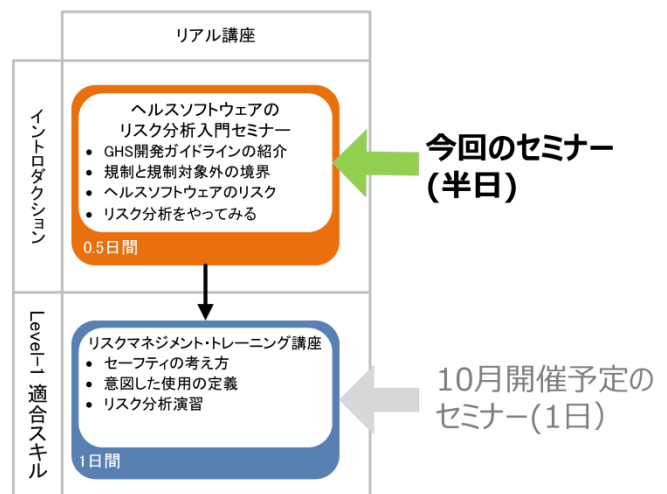 リアル講座
イントロダクション
ヘルスソフトウェアの
リスク分析入門セミナー
• GHS開発ガイドラインの紹介
• 規制と規制対象外の境界
• ヘルスソフトウェアのリスク
• リスク分析をやってみる
0.5日間
今回のセミナー
(半日)
Level-1 適合スキル
リスクマネジメント・トレーニング講座
• セーフティの考え方
• 意図した使用の定義
• リスク分析演習
1日間
10月開催予定の
セミナー(1日）